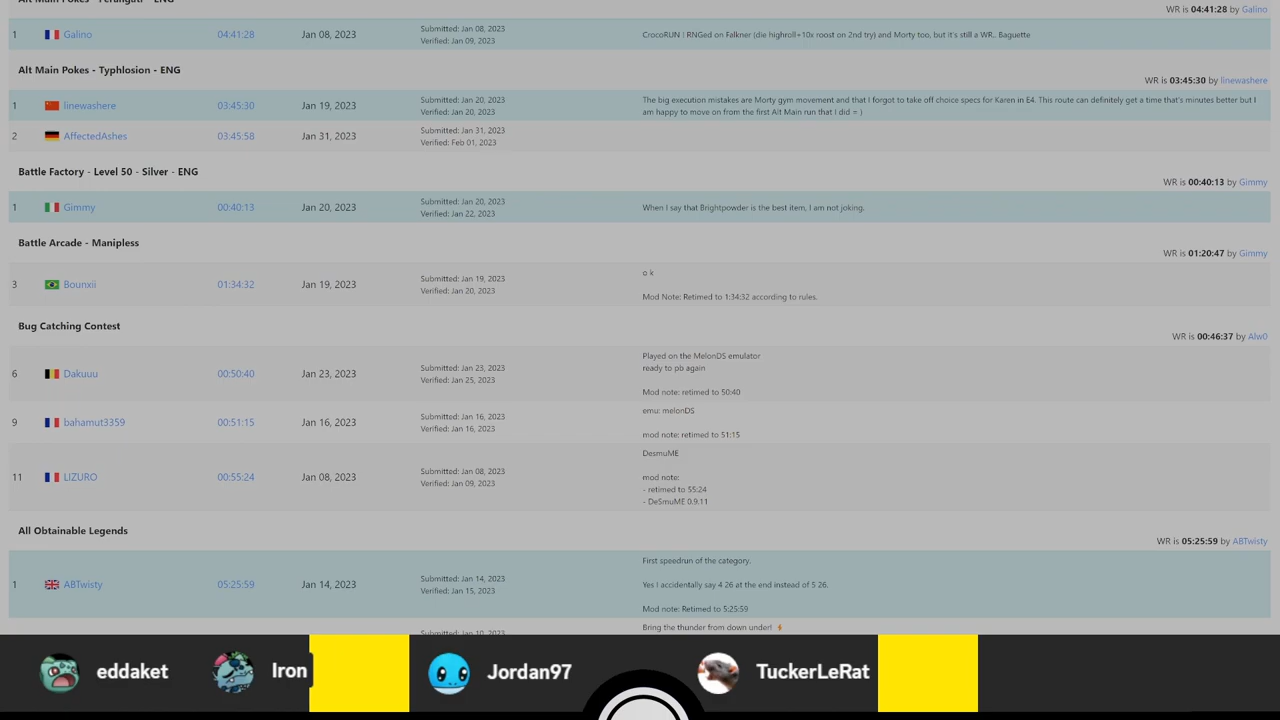 WR is 04:41:28 by Galino
1 Galino 04:41:28 Jan 08, 2023 Submitted: Jan 08, 2023
Verified: Jan 09, 2023
CrocoRUN ! RNGed on Falkner (die highroll+10x roost on 2nd try) and Morty too, but it's still a WR.. Baguette
Alt Main Pokes - Typhlosion - ENG
WR is 03:45:30 by linewashere
1 linewashere 03:45:30 Jan 19, 2023 Submitted: Jan 20, 2023
Verified: Jan 20, 2023
The big execution mistakes are Morty gym movement and that I forgot to take off choice specs for Karen in E4. This route can definitely get a time that's minutes better but I
am happy to move on from the first Alt Main run that I did = )
2 AffectedAshes 03:45:58 Jan 31, 2023 Submitted: Jan 31, 2023
Verified: Feb 01, 2023
Battle Factory - Level 50 - Silver - ENG
WR is 00:40:13 by Gimmy
1 Gimmy 00:40:13 Jan 20, 2023 Submitted: Jan 20, 2023
Verified: Jan 22, 2023
When I say that Brightpowder is the best item, I am not joking.
Battle Arcade - Manipless
WR is 01:20:47 by Gimmy
3 Bounxii 01:34:32 Jan 19, 2023 Submitted: Jan 19, 2023
Verified: Jan 20, 2023
o k
Mod Note: Retimed to 1:34:32 according to rules.
Bug Catching Contest
WR is 00:46:37 by Alw0
6 Dakuuu 00:50:40 Jan 23, 2023 Submitted: Jan 23, 2023
Verified: Jan 25, 2023
Played on the MelonDS emulator
ready to pb again
Mod note: retimed to 50:40
9 bahamut3359 00:51:15 Jan 16, 2023 Submitted: Jan 16, 2023
Verified: Jan 16, 2023
emu: melonDS
mod note: retimed to 51:15
11 LIZURO 00:55:24 Jan 08, 2023 Submitted: Jan 08, 2023
Verified: Jan 09, 2023
DesmuME
mod note:
- retimed to 55:24
- DeSmuME 0.9.11
All Obtainable Legends
WR is 05:25:59 by ABTwisty
1 ABTwisty 05:25:59 Jan 14, 2023 Submitted: Jan 14, 2023
Verified: Jan 15, 2023
First speedrun of the category.
Yes I accidentally say 4 26 at the end instead of 5 26.
Mod note: Retimed to 5:25:59
Bring the thunder from down under!
eddaket Iron Jordan97 TuckerLeRat